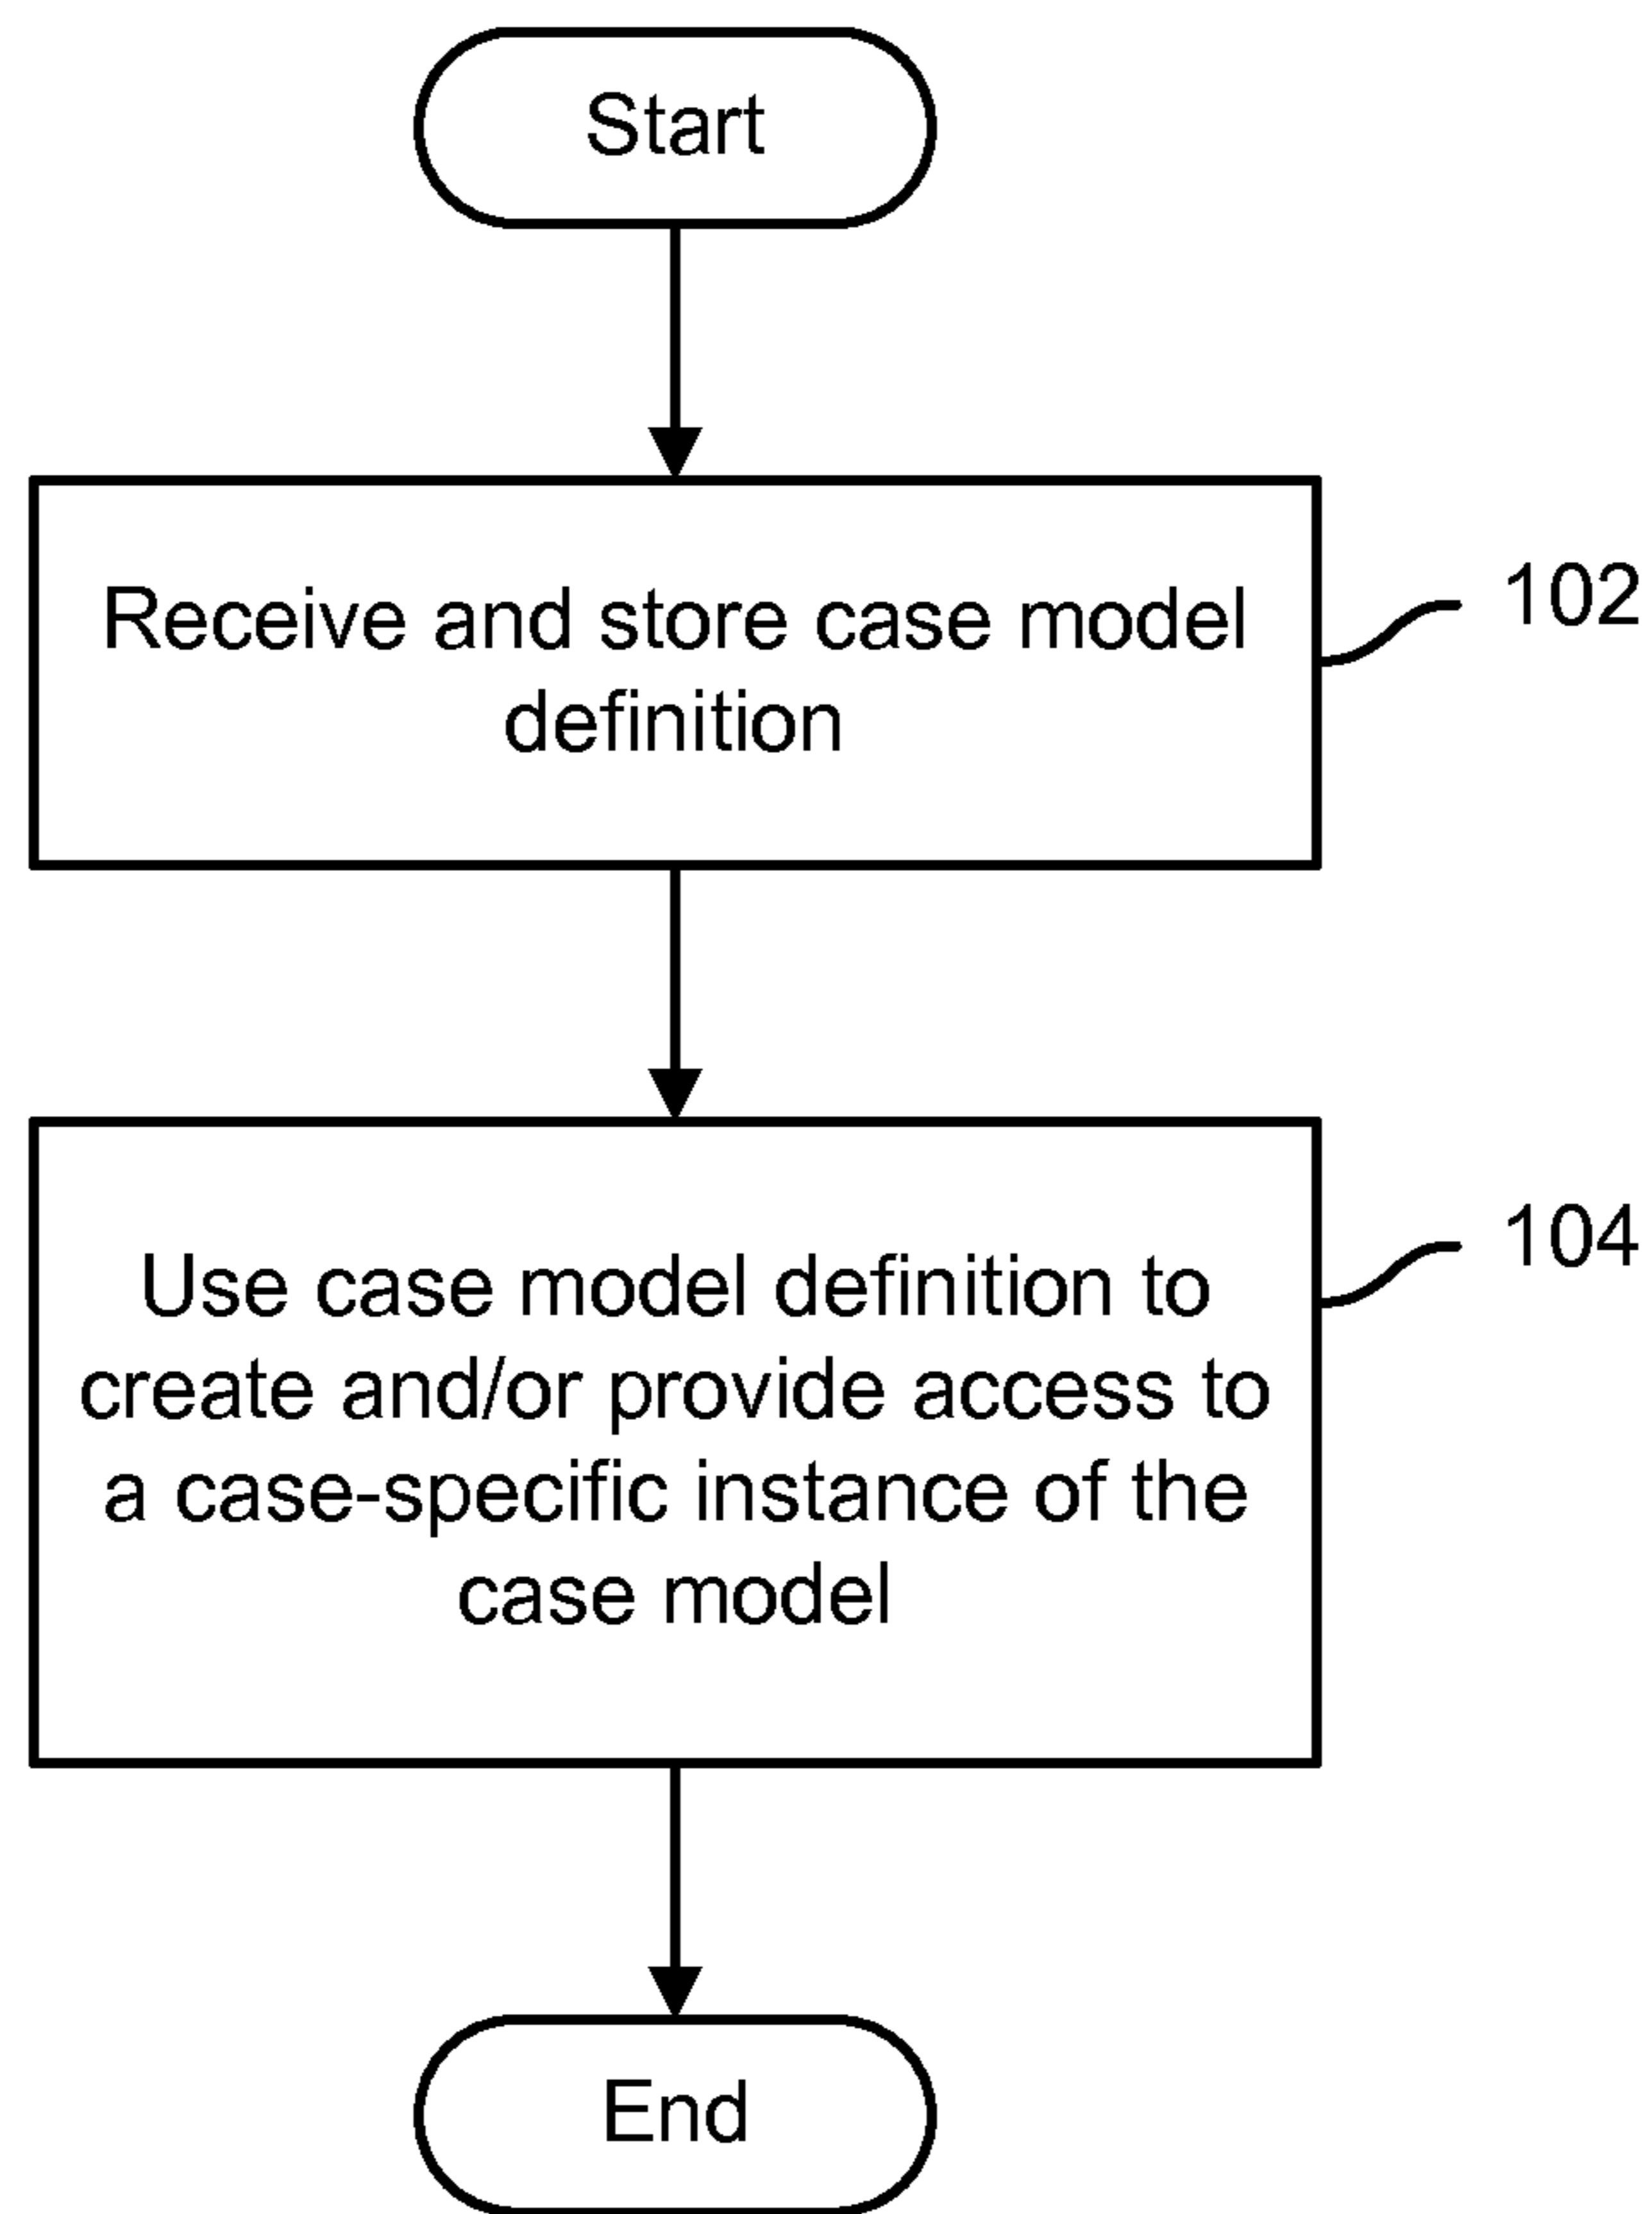 Start
Receive and store case model
definition
102
Use case model definition to
create and/or provide access to
a case-specific instance of the
case model
104
End